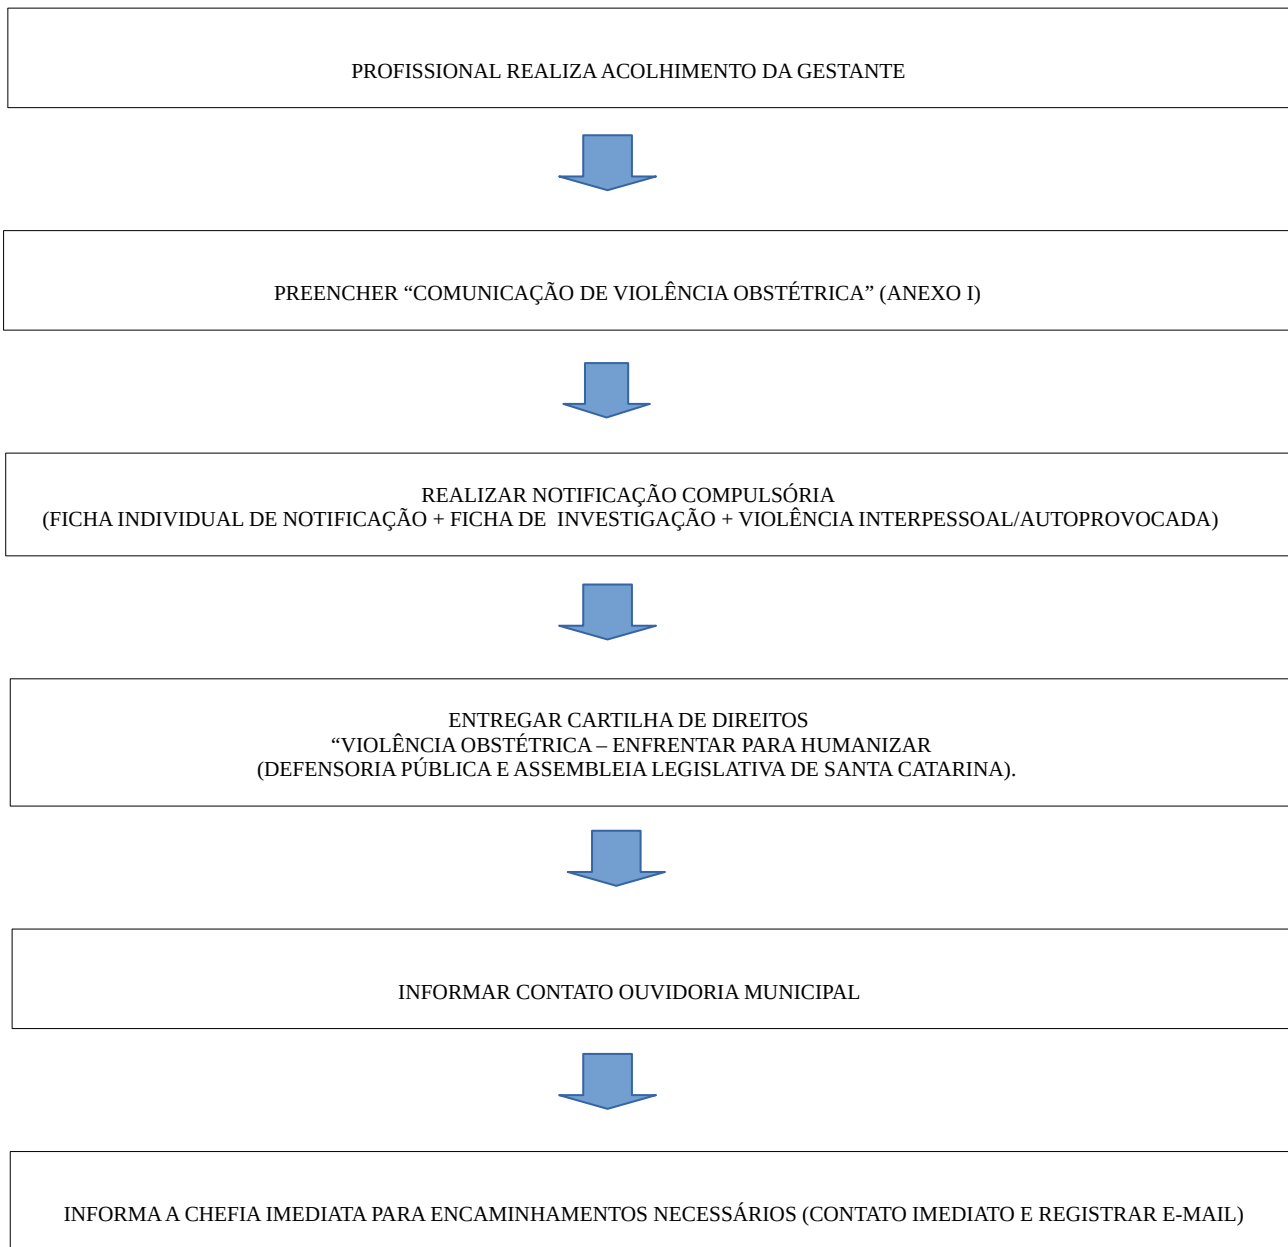 PROFISSIONAL REALIZA ACOLHIMENTO DA GESTANTE
PREENCHER “COMUNICAÇÃO DE VIOLÊNCIA OBSTÉTRICA” (ANEXO I)
REALIZAR NOTIFICAÇÃO COMPULSÓRIA
(FICHA INDIVIDUAL DE NOTIFICAÇÃO + FICHA DE INVESTIGAÇÃO + VIOLÊNCIA INTERPESSOAL/AUTOPROVOCADA)
ENTREGAR CARTILHA DE DIREITOS
“VIOLÊNCIA OBSTÉTRICA – ENFRENTAR PARA HUMANIZAR
(DEFENSORIA PÚBLICA E ASSEMBLEIA LEGISLATIVA DE SANTA CATARINA).
INFORMAR CONTATO OUVIDORIA MUNICIPAL
INFORMA A CHEFIA IMEDIATA PARA ENCAMINHAMENTOS NECESSÁRIOS (CONTATO IMEDIATO E REGISTRAR E-MAIL)